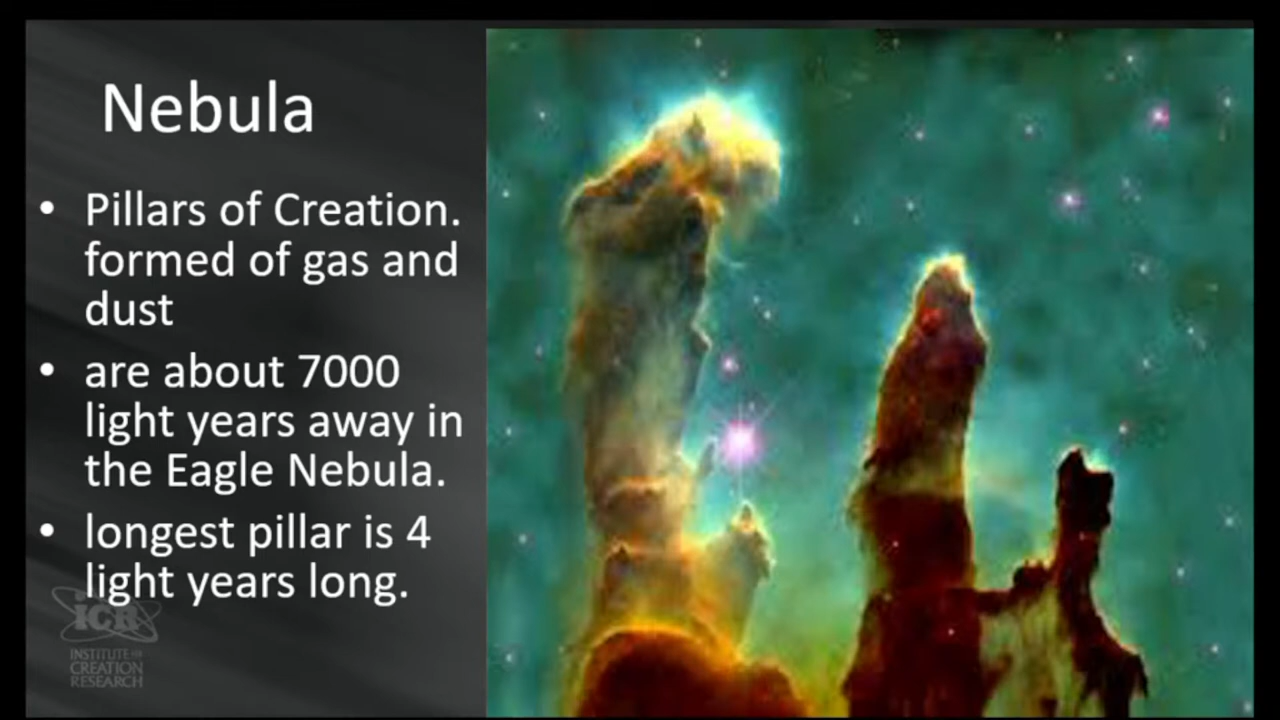 Nebula
• Pillars of Creation.
formed of gas and
dust
• are about 7000
light years away in
the Eagle Nebula.
• longest pillar is 4
light years long.
iCR
INSTITUTE FOR
CREATION
RESEARCH